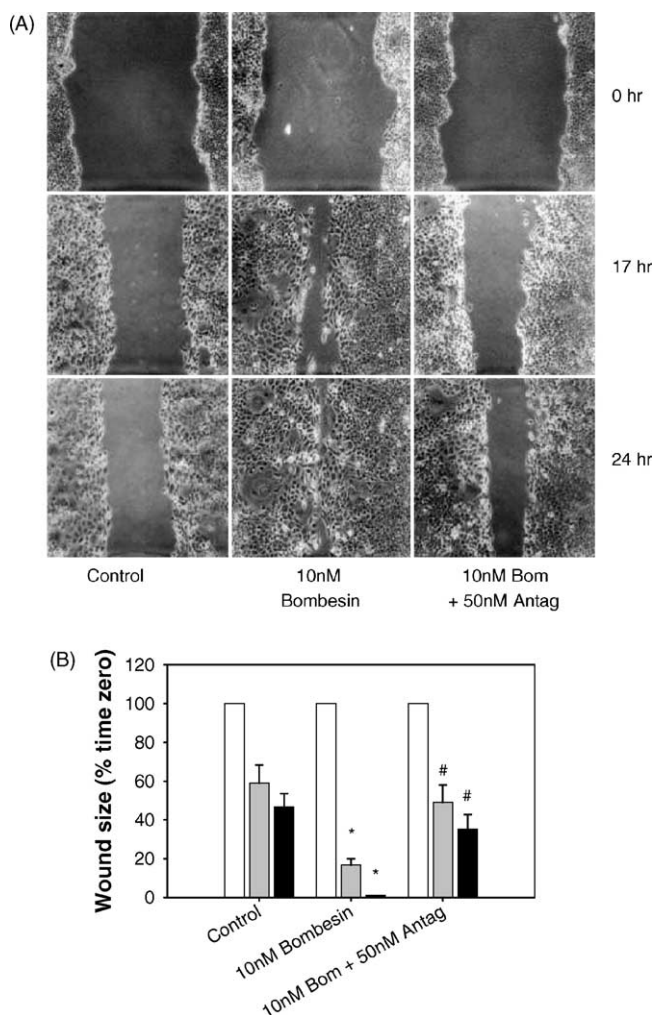 (A)
0 hr
17 hr
24 hr
Control
10nM
Bombesin
10nM Bom
+ 50nM Antag
(B)
Wound size (% time zero)
120
100
80
60
40
20
0
*
*
#
#
Control
10nM Bombesin
10nM Bom + 50nM Antag